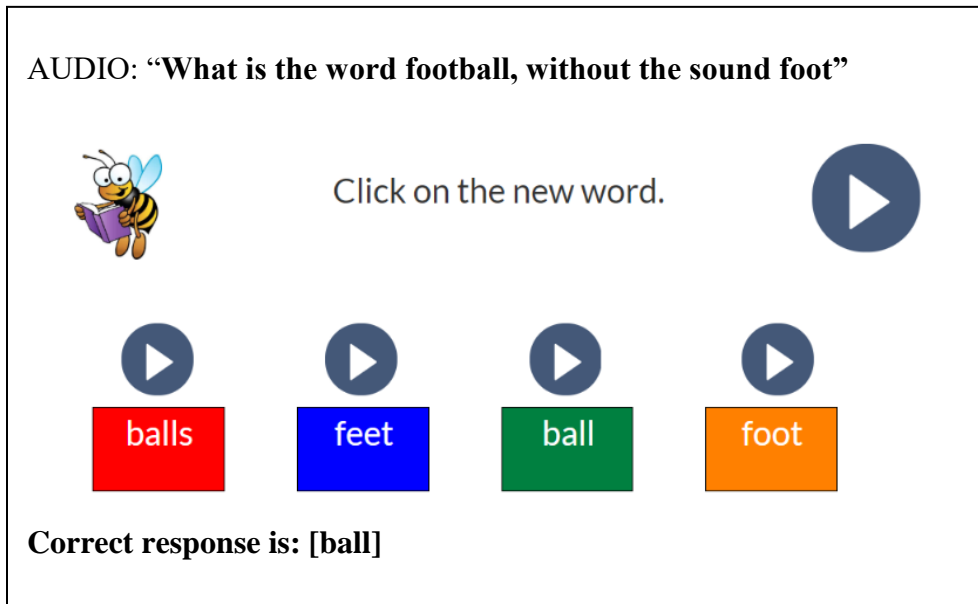 AUDIO: “What is the word football, without the sound foot”
Click on the new word.
balls feet ball foot
Correct response is: [ball]